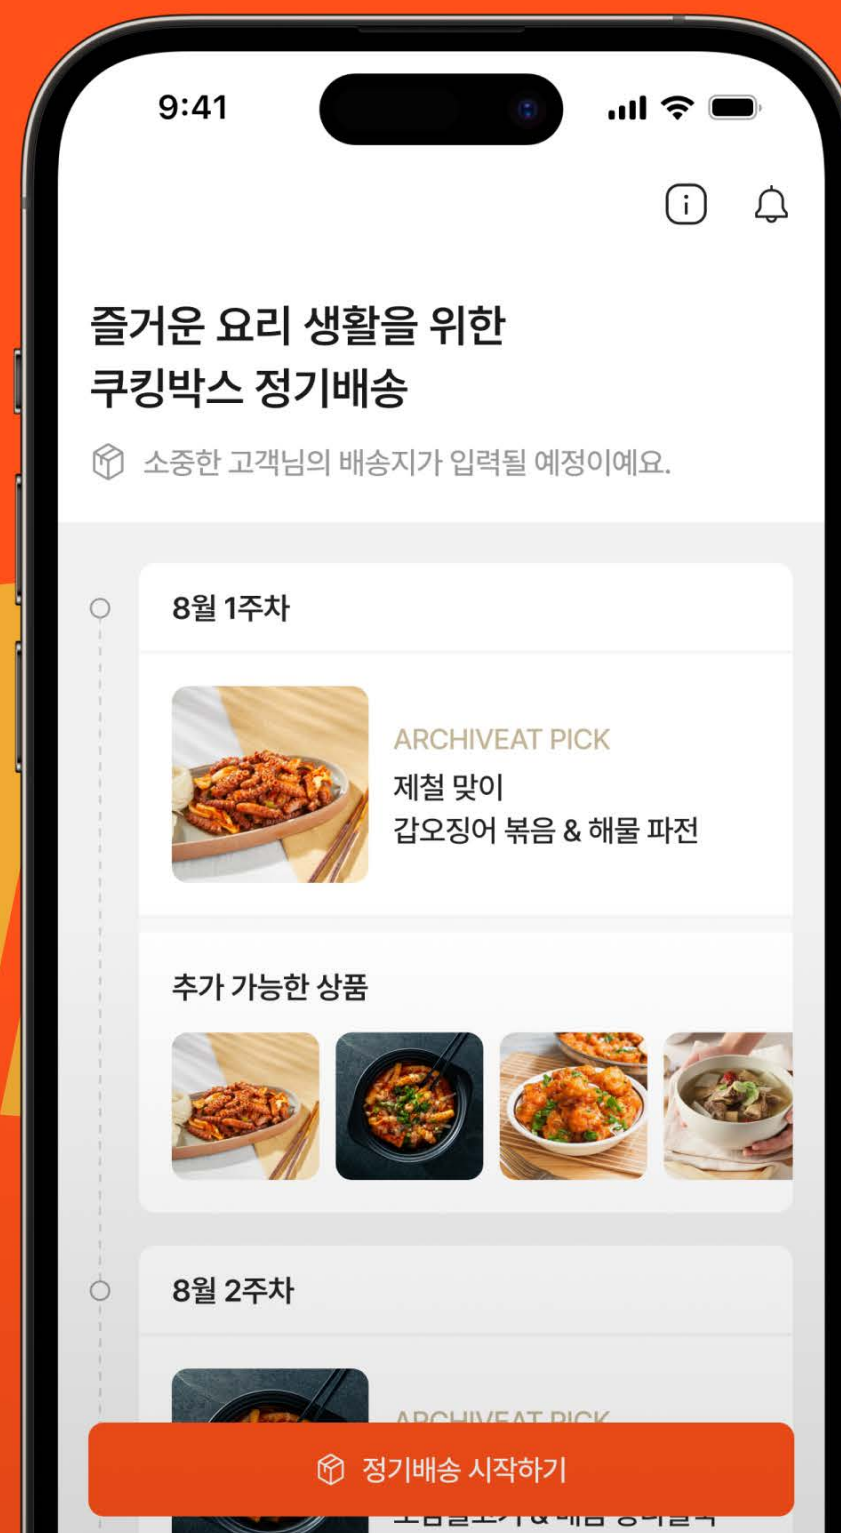 9:41
즐거운 요리 생활을 위한
쿠킹박스 정기배송
소중한 고객님의 배송지가 입력될 예정이예요.
8월 1주차
ARCHIVEAT PICK
제철 맞이
갑오징어 볶음 & 해물 파전
추가 가능한 상품
8월 2주차
ARCHIVEAT PICK
정기배송 시작하기